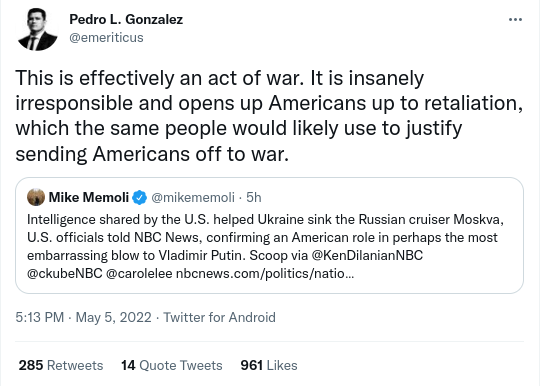 Pedro L. Gonzalez
@emeriticus
This is effectively an act of war. It is insanely
irresponsible and opens up Americans up to retaliation,
which the same people would likely use to justify
sending Americans off to war.
Mike Memoli @mikememoli · 5h
Intelligence shared by the U.S. helped Ukraine sink the Russian cruiser Moskva,
U.S. officials told NBC News, confirming an American role in perhaps the most
embarrassing blow to Vladimir Putin. Scoop via @KenDilanianNBC
@ckubeNBC @carolelee nbcnews.com/politics/natio...
5:13 PM · May 5, 2022 · Twitter for Android
285 Retweets 14 Quote Tweets 961 Likes